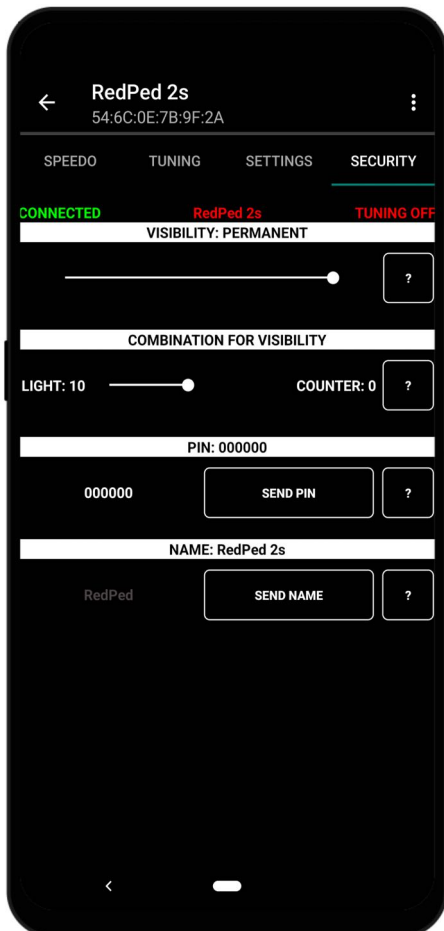 RedPed 2s
54:6C:0E:7B:9F:2A
SPEEDO TUNING SETTINGS SECURITY
CONNECTED RedPed 2s TUNING OFF
VISIBILITY: PERMANENT
?
COMBINATION FOR VISIBILITY
LIGHT: 10 COUNTER: 0 ?
PIN: 000000
000000 SEND PIN ?
NAME: RedPed 2s
RedPed SEND NAME ?